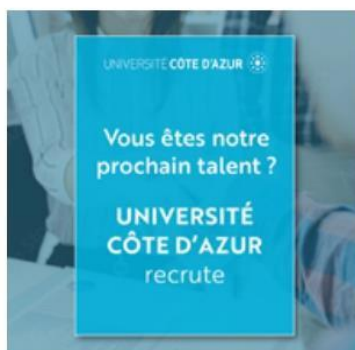 UNIVERSITÉ CÔTE D'AZUR
Vous êtes notre
prochain talent ?
UNIVERSITÉ
CÔTE D'AZUR
recrute